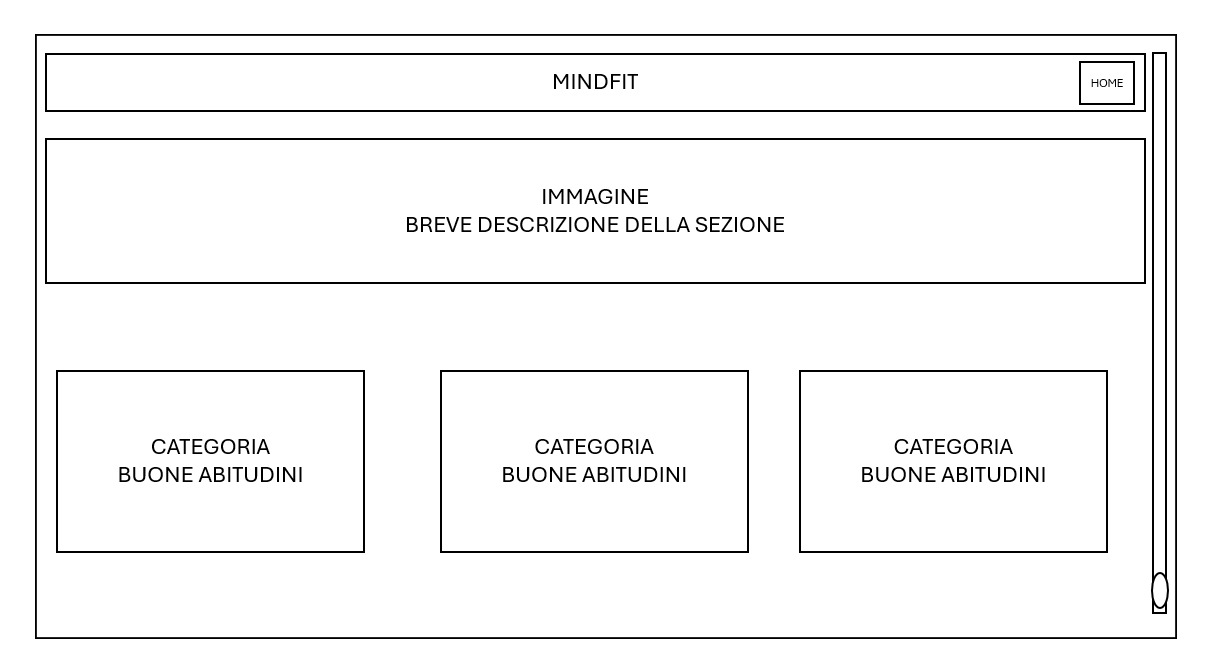 MINDFIT
HOME
IMMAGINE
BREVE DESCRIZIONE DELLA SEZIONE
CATEGORIA
BUONE ABITUDINI
CATEGORIA
BUONE ABITUDINI
CATEGORIA
BUONE ABITUDINI